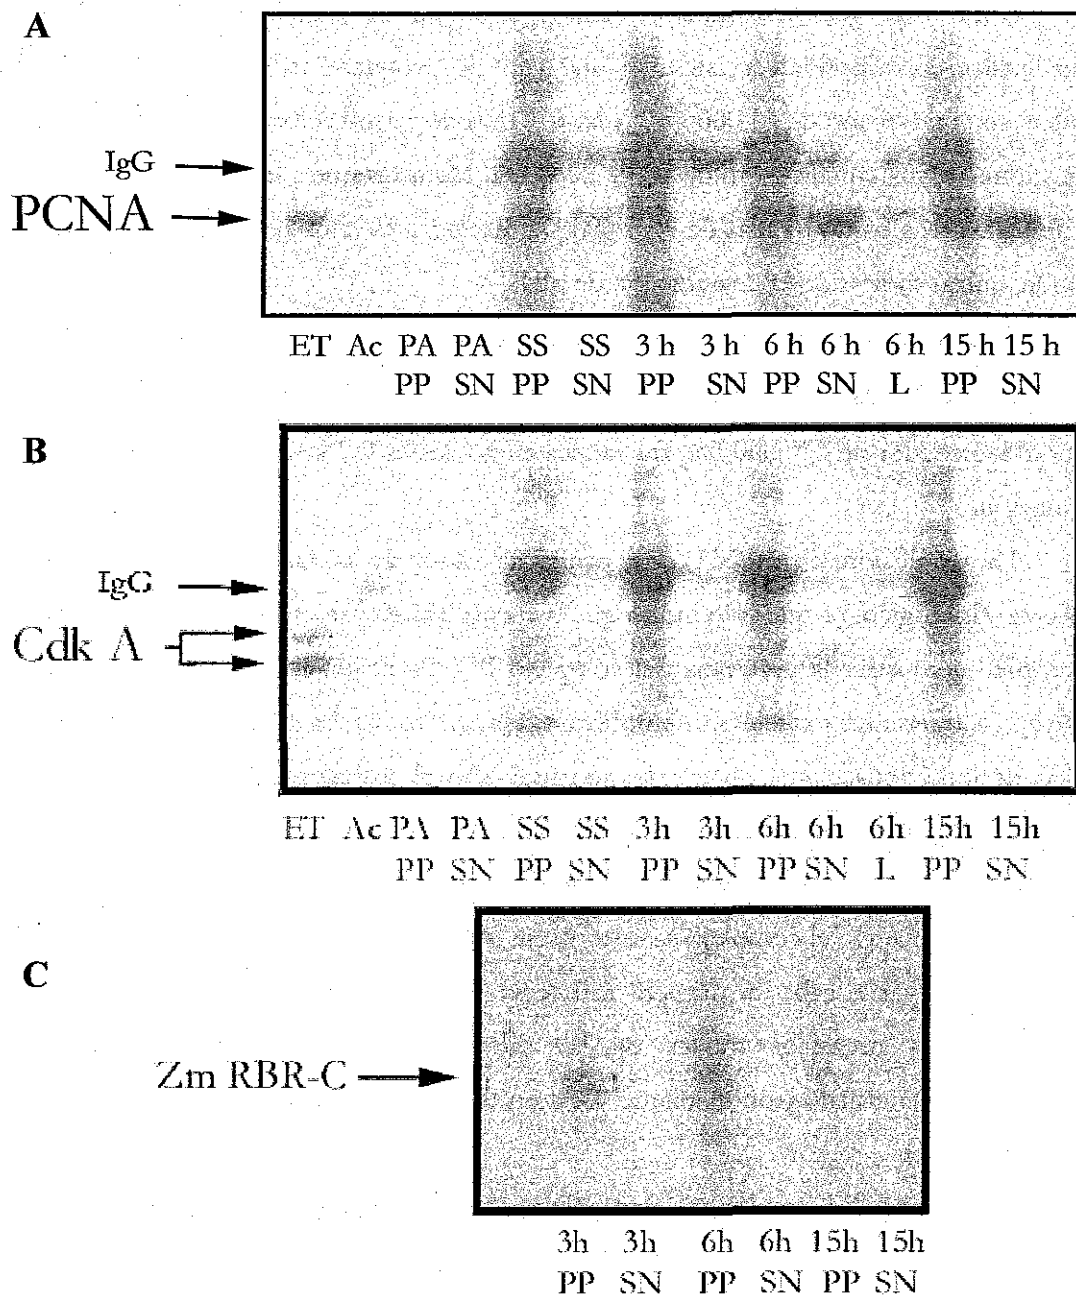 A
IgG
PCNA
ET Ac PA PA SS SS 3 h 3 h 6 h 6 h 6 h 15 h 15 h
PP SN PP SN PP SN PP SN L PP SN
B
IgG
Cdk A
ET Ac PA PA SS SS 3h 3h 6h 6h 6h 15h 15h
PP SN PP SN PP SN PP SN L PP SN
C
Zm RBR-C
3h 3h 6h 6h 15h 15h
PP SN PP SN PP SN